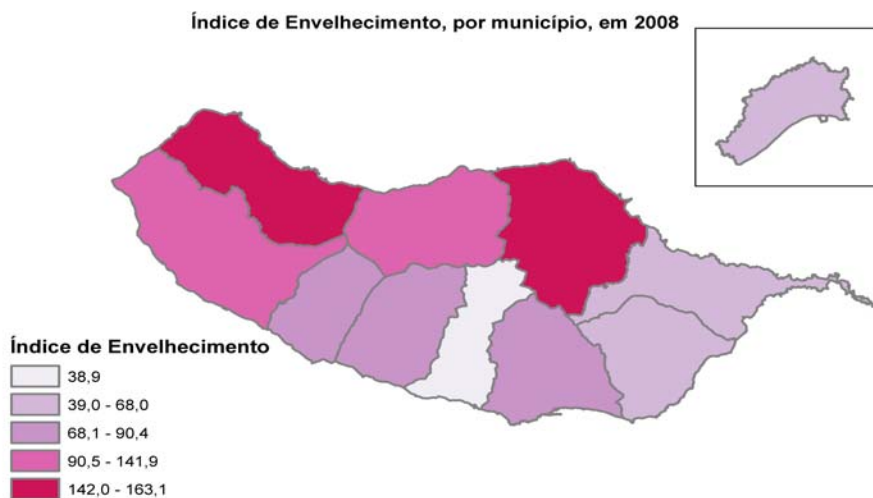 Índice de Envelhecimento, por município, em 2008
Índice de Envelhecimento
38,9
39,0 - 68,0
68,1 - 90,4
90,5 - 141,9
142,0 - 163,1